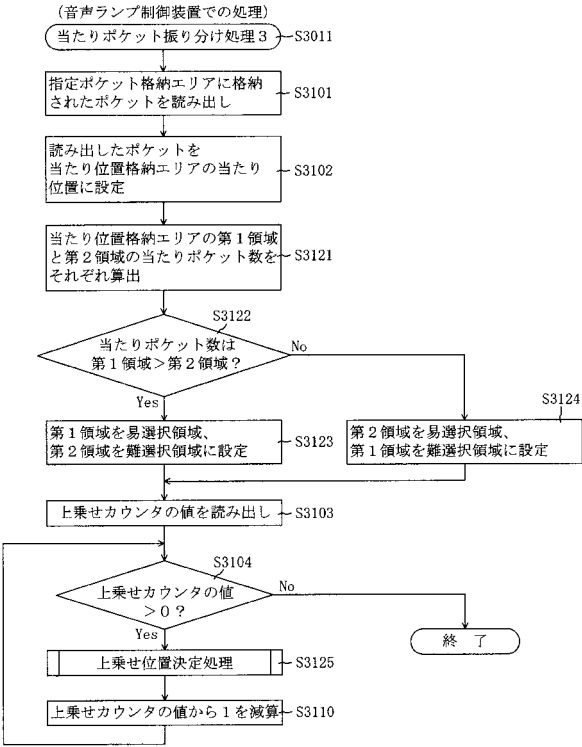 (音声ランプ制御装置での処理)
当たりポケット振り分け処理3
S3011
指定ポケット格納エリアに格納
されたポケットを読み出し
S3101
読み出したポケットを
当たり位置格納エリアの当たり
位置に設定
S3102
当たり位置格納エリアの第1領域
と第2領域の当たりポケット数を
それぞれ算出
S3121
S3122
当たりポケット数は
第1領域>第2領域?
No
Yes
S3124
第1領域を易選択領域、
第2領域を難選択領域に設定
S3123
第2領域を易選択領域、
第1領域を難選択領域に設定
上乗せカウンタの値を読み出し
S3103
S3104
上乗せカウンタの値
>0?
No
Yes
終 了
上乗せ位置決定処理
S3125
上乗せカウンタの値から1を減算
S3110